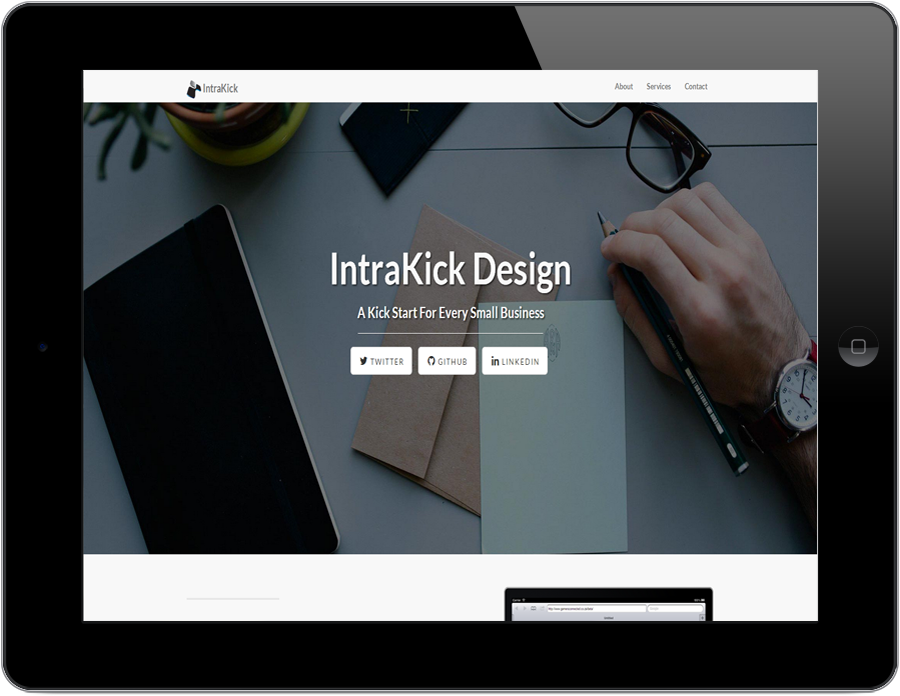 IntraKick
About Services Contact
IntraKick Design
A Kick Start For Every Small Business
TWITTER GITHUB LINKEDIN